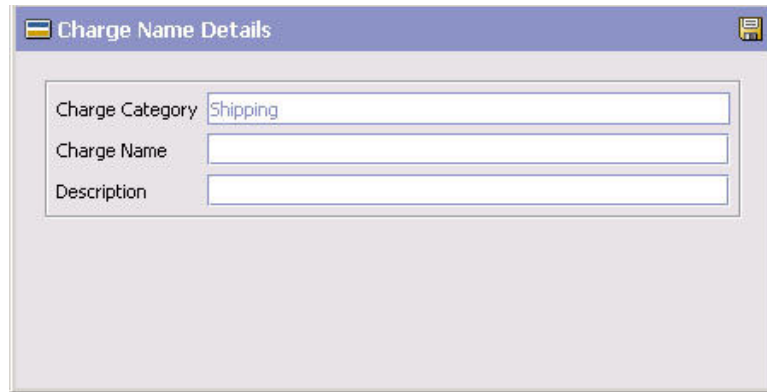 Charge Name Details
Charge Category Shipping
Charge Name
Description